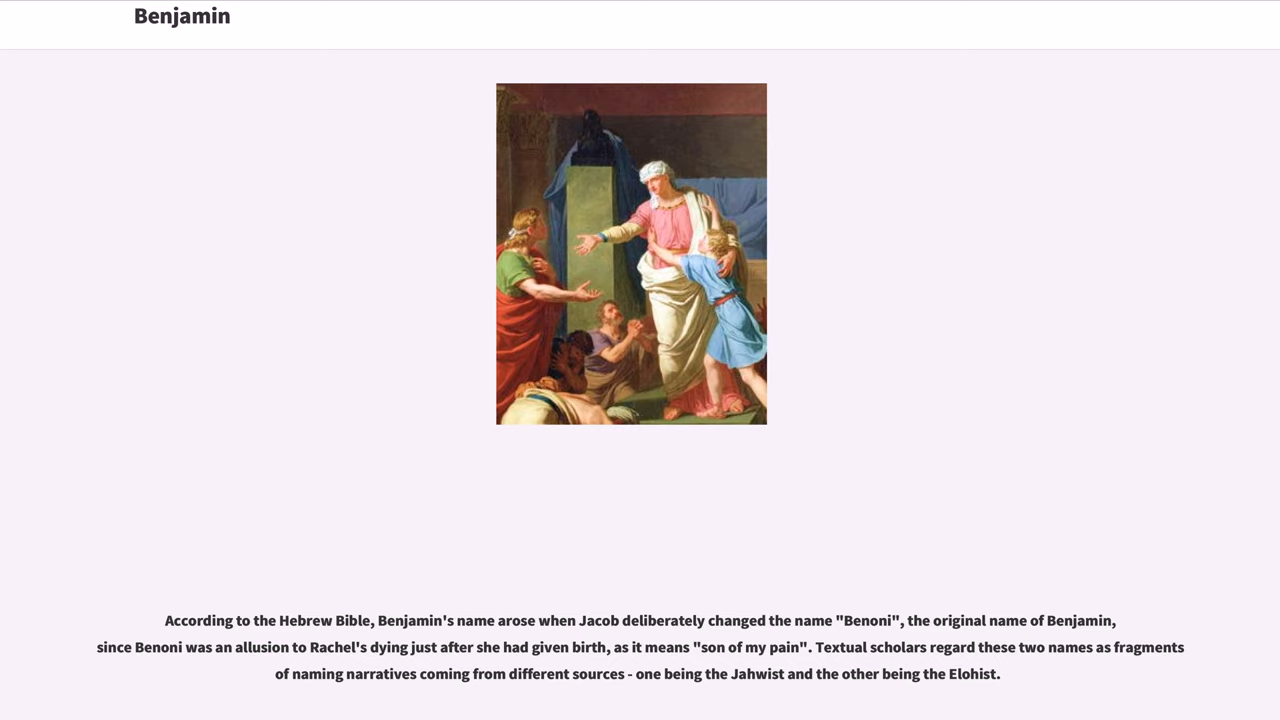 Benjamin
According to the Hebrew Bible, Benjamin's name arose when Jacob deliberately changed the name "Benoni", the original name of Benjamin,
since Benoni was an allusion to Rachel's dying just after she had given birth, as it means "son of my pain". Textual scholars regard these two names as fragments
of naming narratives coming from different sources - one being the Jahwist and the other being the Elohist.